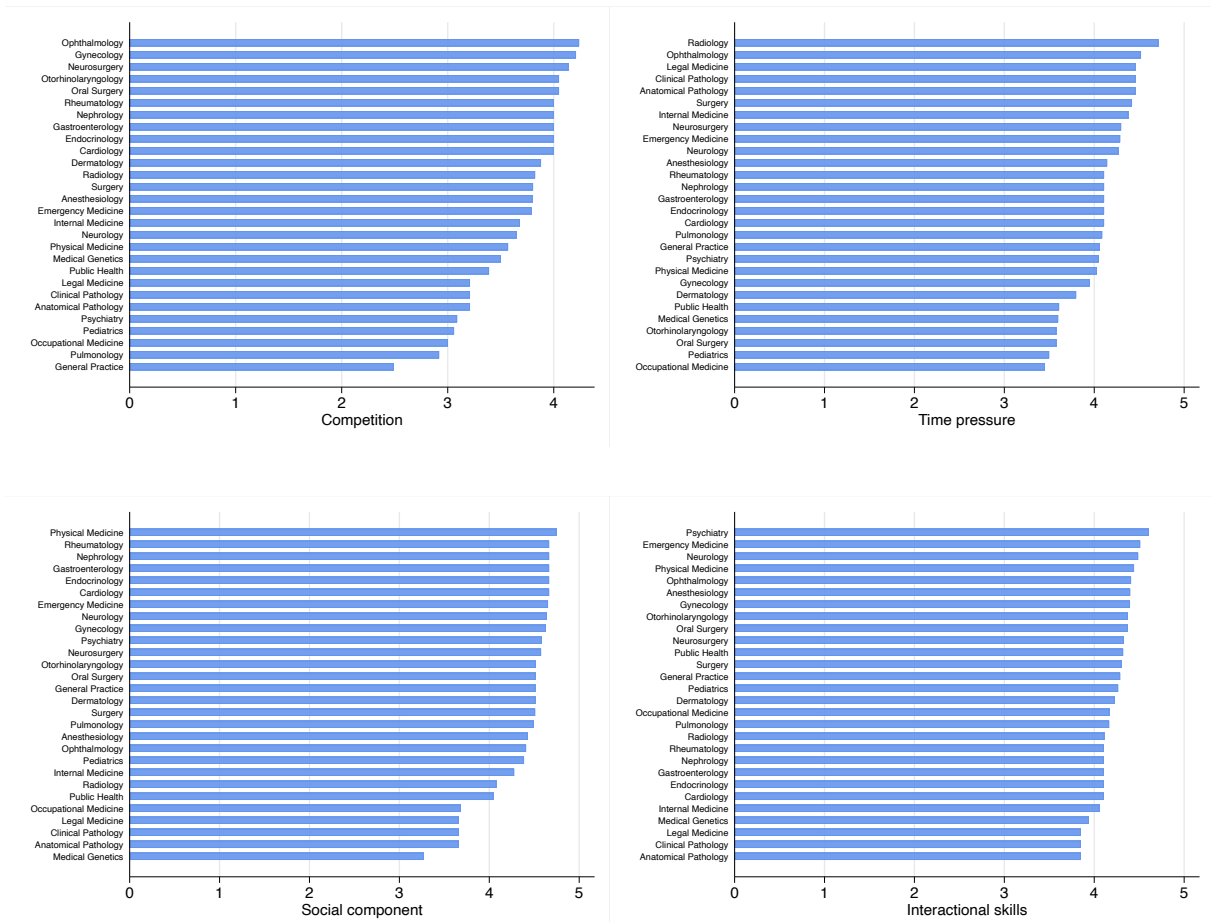 Ophthalmology
Gynecology
Neurosurgery
Otorhinolaryngology
Oral Surgery
Rheumatology
Nephrology
Gastroenterology
Endocrinology
Cardiology
Dermatology
Radiology
Surgery
Anesthesiology
Emergency Medicine
Internal Medicine
Neurology
Physical Medicine
Medical Genetics
Public Health
Legal Medicine
Clinical Pathology
Anatomical Pathology
Psychiatry
Pediatrics
Occupational Medicine
Pulmonology
General Practice
0 1 2 3 4
Competition
Radiology
Ophthalmology
Legal Medicine
Clinical Pathology
Anatomical Pathology
Surgery
Internal Medicine
Neurosurgery
Emergency Medicine
Neurology
Anesthesiology
Rheumatology
Nephrology
Gastroenterology
Endocrinology
Cardiology
Pulmonology
General Practice
Psychiatry
Physical Medicine
Gynecology
Dermatology
Public Health
Medical Genetics
Otorhinolaryngology
Oral Surgery
Pediatrics
Occupational Medicine
0 1 2 3 4 5
Time pressure
Physical Medicine
Rheumatology
Nephrology
Gastroenterology
Endocrinology
Cardiology
Emergency Medicine
Neurology
Gynecology
Psychiatry
Neurosurgery
Otorhinolaryngology
Oral Surgery
General Practice
Dermatology
Surgery
Pulmonology
Anesthesiology
Ophthalmology
Pediatrics
Internal Medicine
Radiology
Public Health
Occupational Medicine
Legal Medicine
Clinical Pathology
Anatomical Pathology
Medical Genetics
0 1 2 3 4 5
Social component
Psychiatry
Emergency Medicine
Neurology
Physical Medicine
Ophthalmology
Anesthesiology
Gynecology
Otorhinolaryngology
Oral Surgery
Neurosurgery
Public Health
Surgery
General Practice
Pediatrics
Dermatology
Occupational Medicine
Pulmonology
Radiology
Rheumatology
Nephrology
Gastroenterology
Endocrinology
Cardiology
Internal Medicine
Medical Genetics
Legal Medicine
Clinical Pathology
Anatomical Pathology
0 1 2 3 4 5
Interactional skills